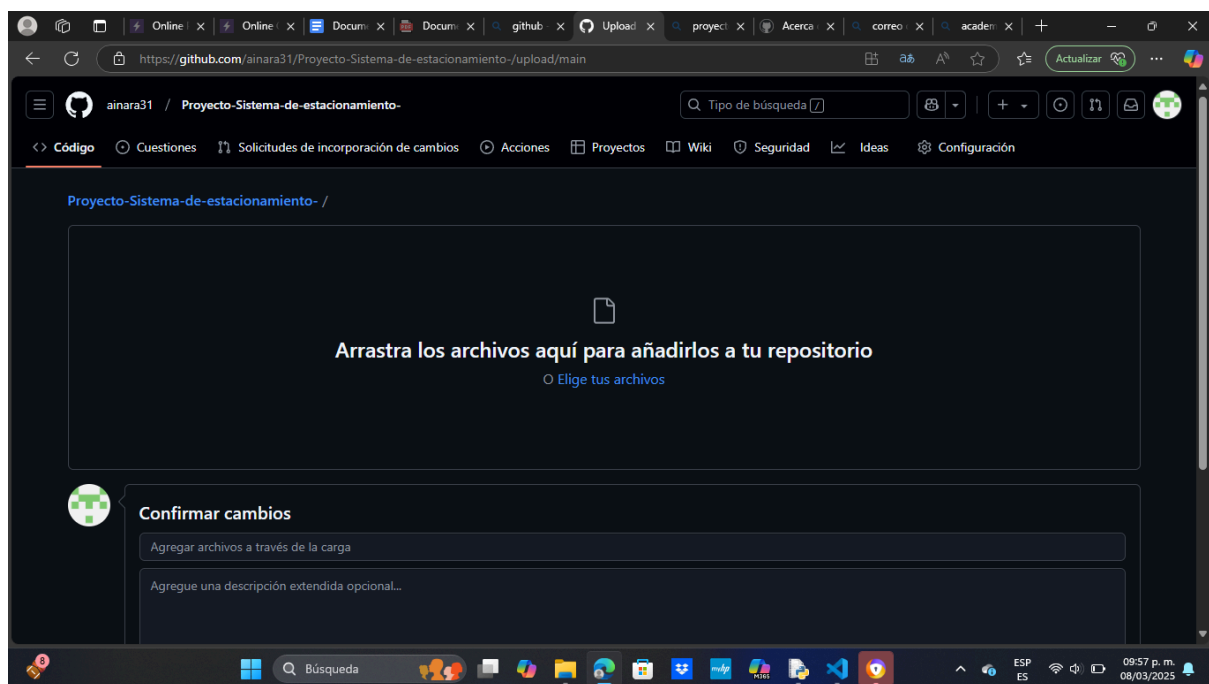 Online
Online
Docum
Docum
github -
Upload
proyect
Acerca
correo
academ
https://github.com/ainara31/Proyecto-Sistema-de-estacionamiento-/upload/main
Actualizar
ainara31 / Proyecto-Sistema-de-estacionamiento-
Tipo de búsqueda /
Código Cuestiones Solicitudes de incorporación de cambios Acciones Proyectos Wiki Seguridad Ideas Configuración
Proyecto-Sistema-de-estacionamiento- /
Arrastra los archivos aquí para añadirlos a tu repositorio
O Elige tus archivos
Confirmar cambios
Agregar archivos a través de la carga
Agregue una descripción extendida opcional...
8
Búsqueda
mvhp
M365
ESP
ES
09:57 p. m.
08/03/2025